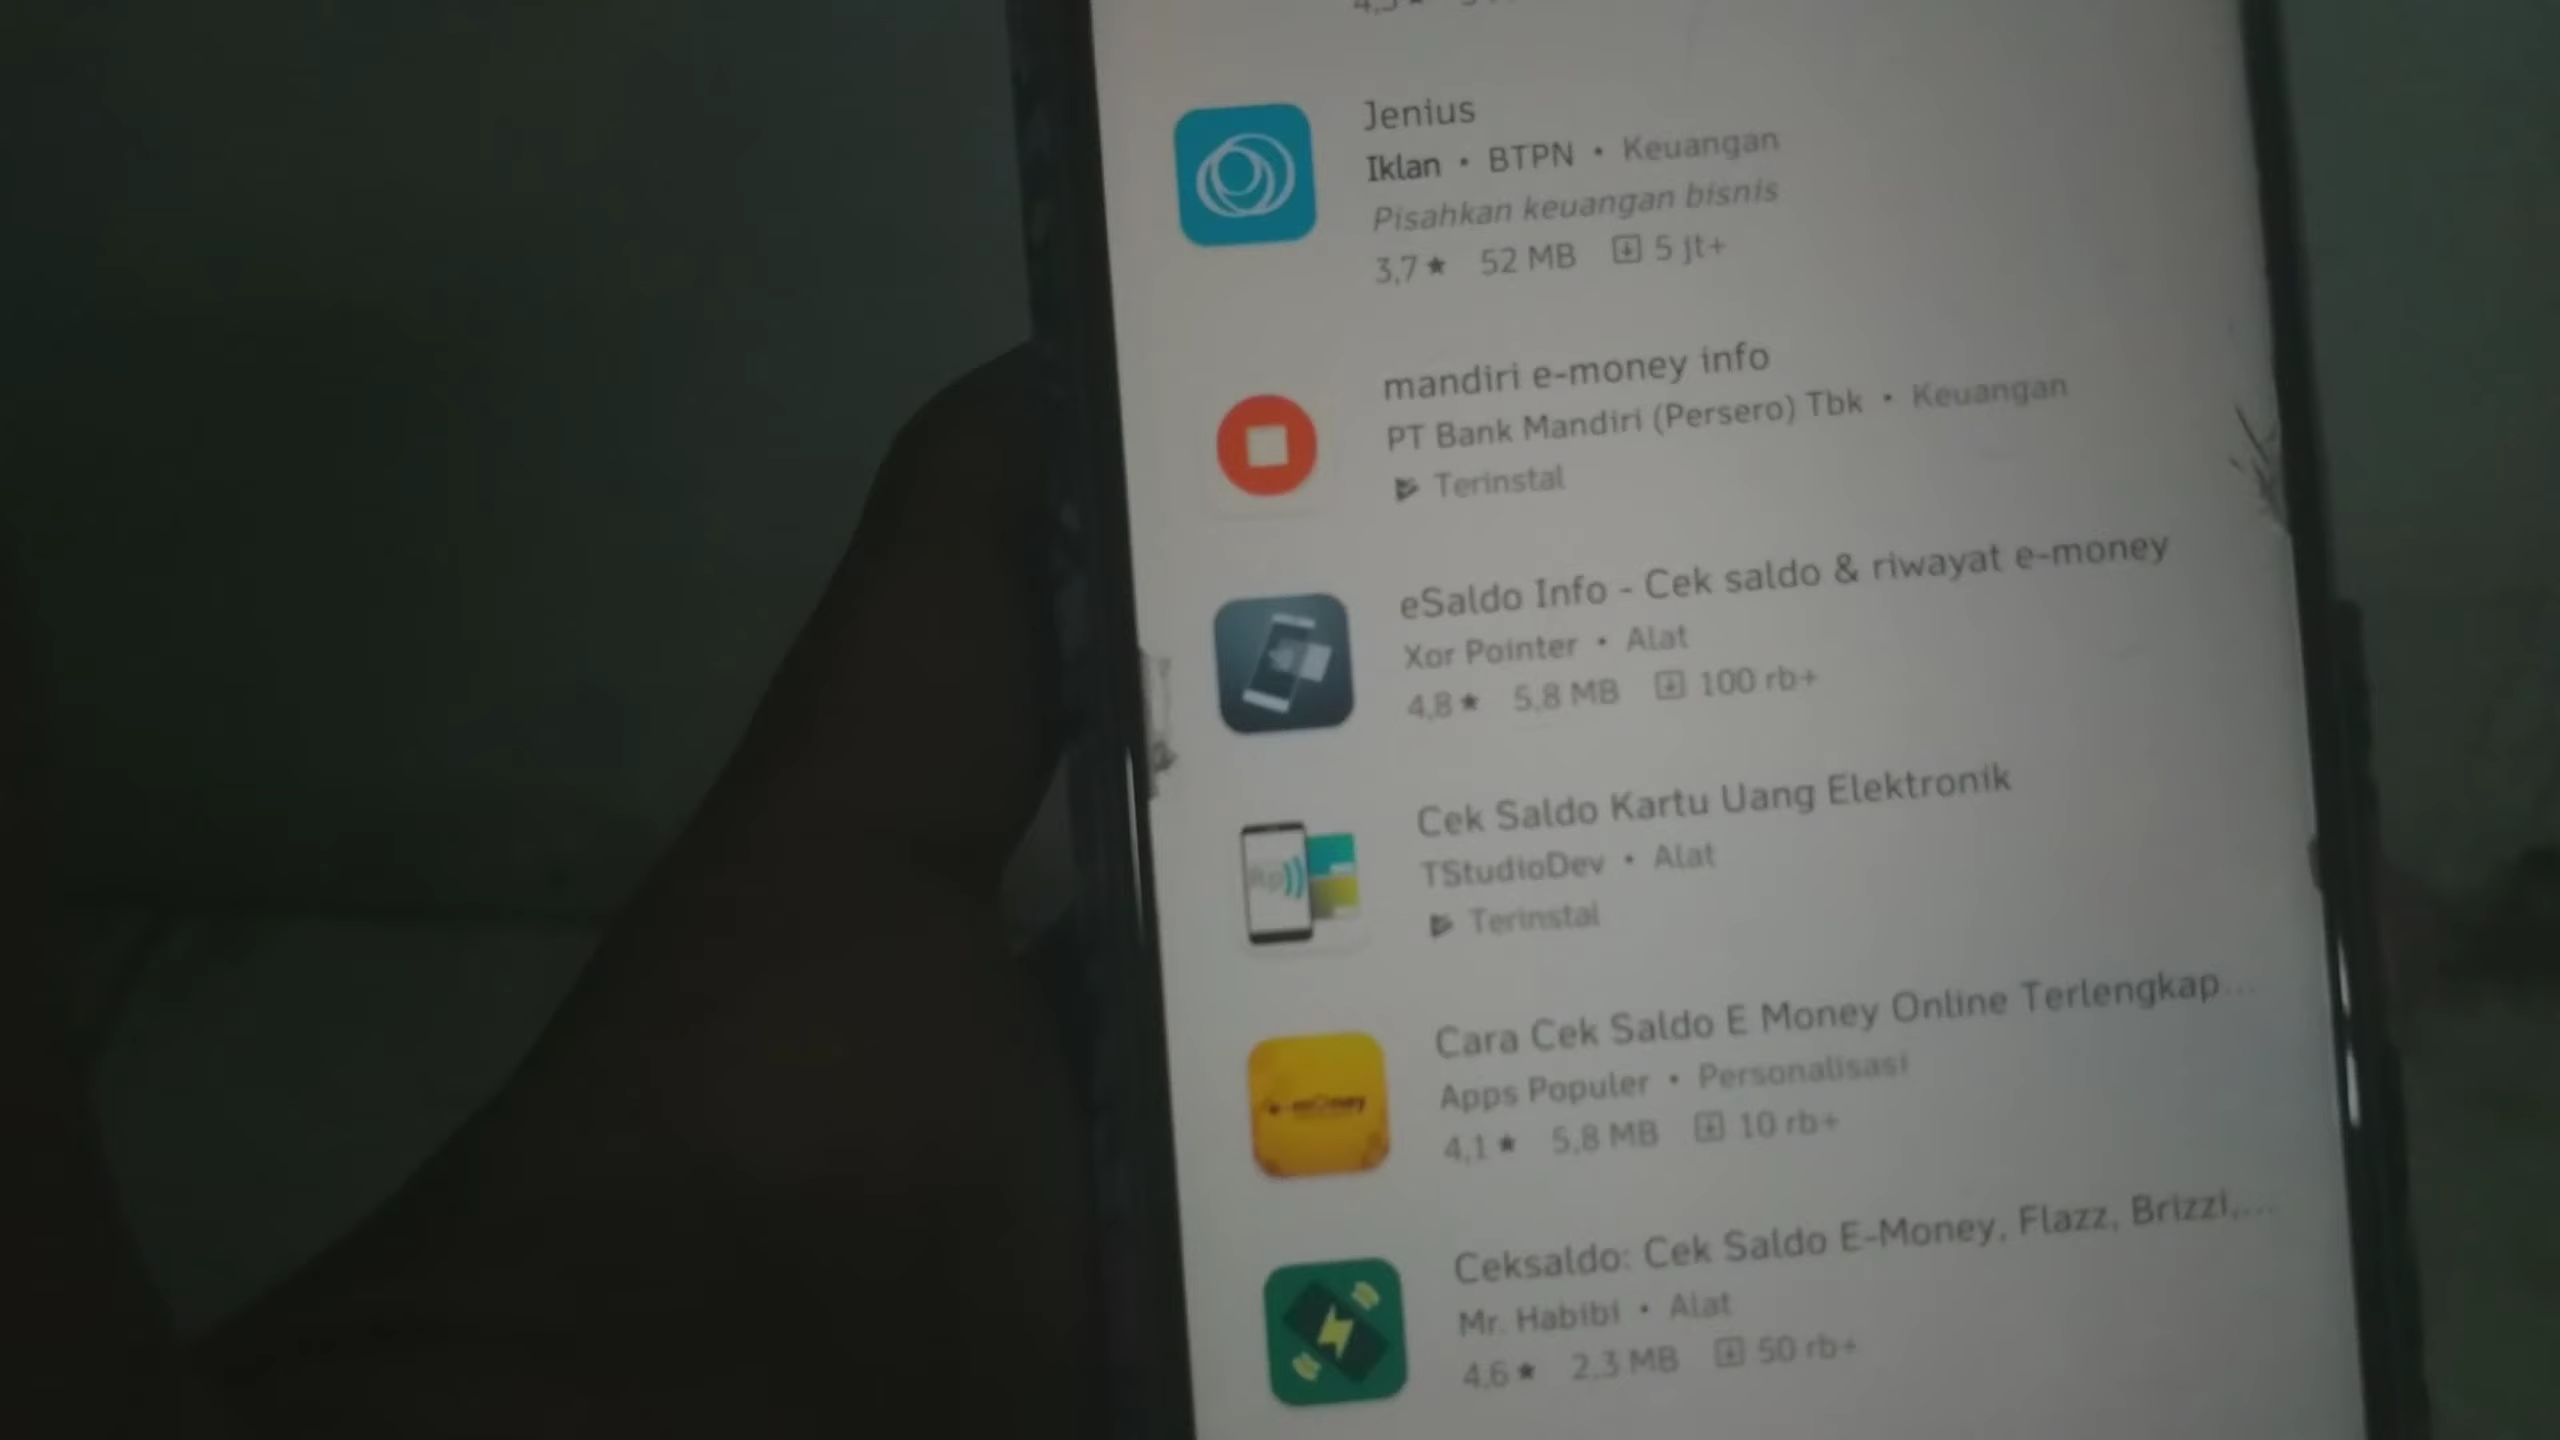 Jenius
Iklan • BTPN • Keuangan
Pisahkan keuangan bisnis
3,7★ 52 MB 5 jt+
mandiri e-money info
PT Bank Mandiri (Persero) Tbk • Keuangan
Terinstal
eSaldo Info - Cek saldo & riwayat e-money
Xor Pointer • Alat
4,8★ 5,8 MB 100 rb+
Cek Saldo Kartu Uang Elektronik
Rp
TStudioDev • Alat
Terinstal
Cara Cek Saldo E Money Online Terlengkap...
e-money
Apps Populer • Personalisasi
4,1★ 5,8 MB 10 rb+
Ceksaldo: Cek Saldo E-Money, Flazz, Brizzi,...
Mr. Habibi • Alat
4,6★ 2,3 MB 50 rb+